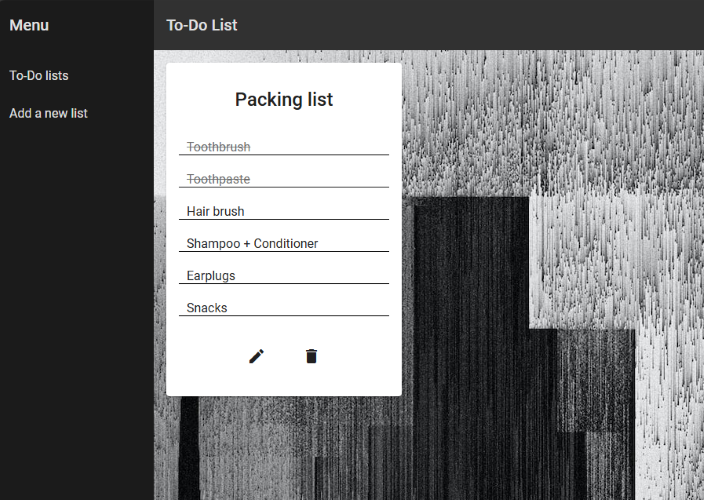 Menu
To-Do List
To-Do lists
Add a new list
Packing list
Toothbrush
Toothpaste
Hair brush
Shampoo + Conditioner
Earplugs
Snacks